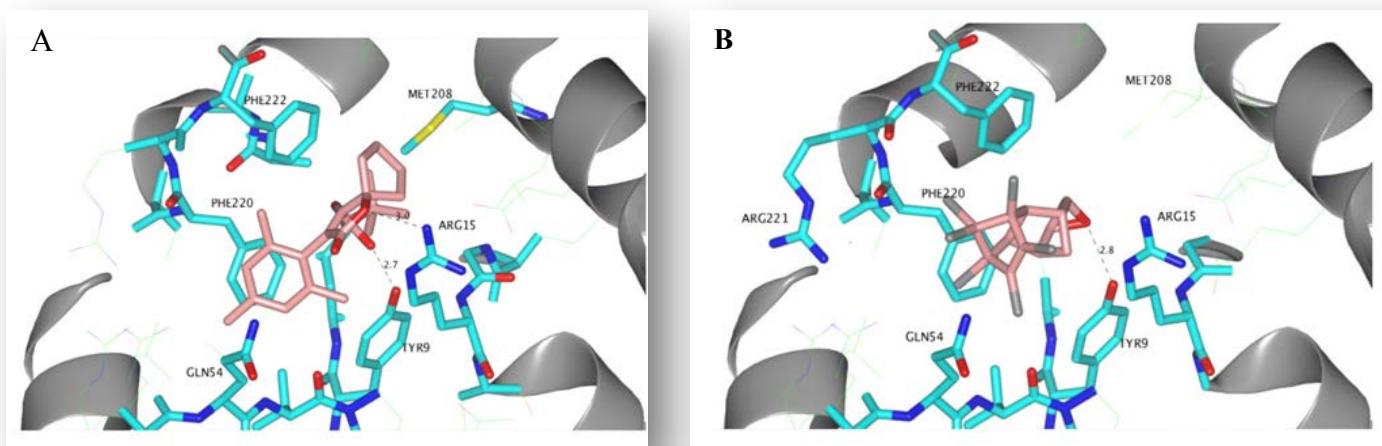 A
PHE222
MET208
PHE220
3.0
ARG15
2.7
GLN54
TYR9
B
PHE222
MET208
PHE220
ARG221
ARG15
2.8
GLN54
TYR9